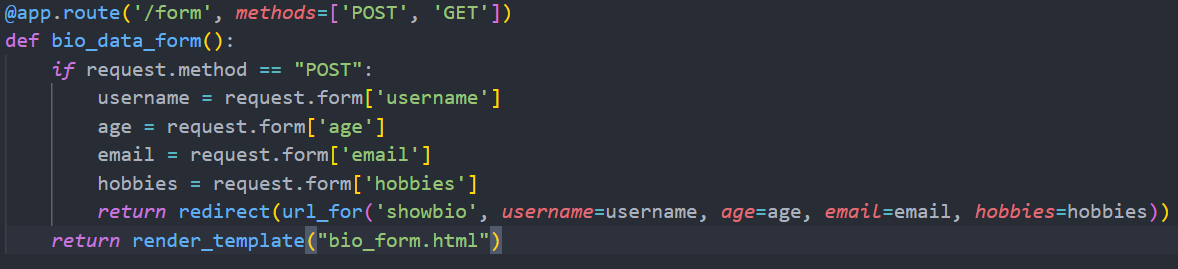 @app.route('/form', methods=['POST', 'GET'])
def bio_data_form():
    if request.method == "POST":
        username = request.form['username']
        age = request.form['age']
        email = request.form['email']
        hobbies = request.form['hobbies']
        return redirect(url_for('showbio', username=username, age=age, email=email, hobbies=hobbies))
    return render_template("bio_form.html")